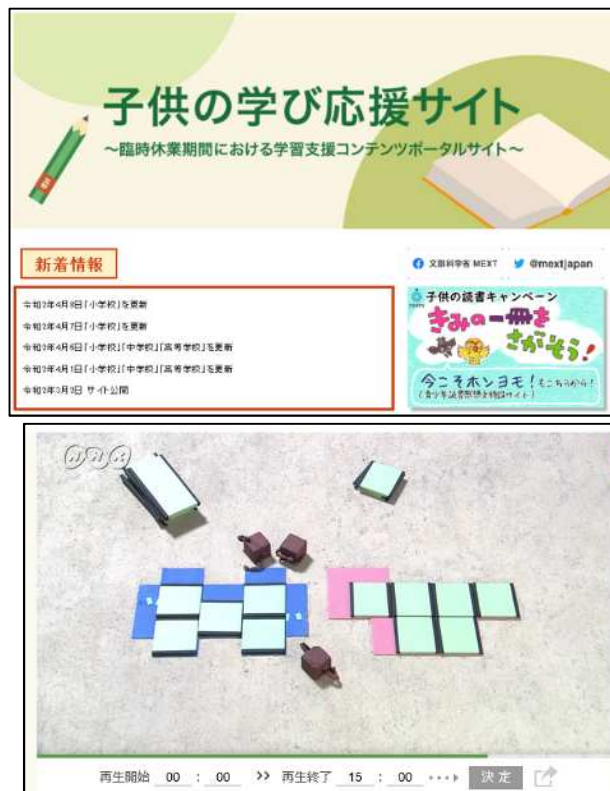 子供の学び応援サイト
〜臨時休業期間における学習支援コンテンツポータルサイト〜
新着情報
文部科学省 MEXT
@mextjapan
令和2年4月8日「小学校」を更新
令和2年4月7日「小学校」を更新
令和2年4月6日「小学校」「中学校」「高等学校」を更新
令和2年4月1日「小学校」「中学校」「高等学校」を更新
令和2年3月2日 サイト公開
子供の読書キャンペーン
きみの一冊を
さがそう!
今こそホンヨモ!もこちらから!
NHK
再生開始 00 : 00 >> 再生終了 15 : 00 決定